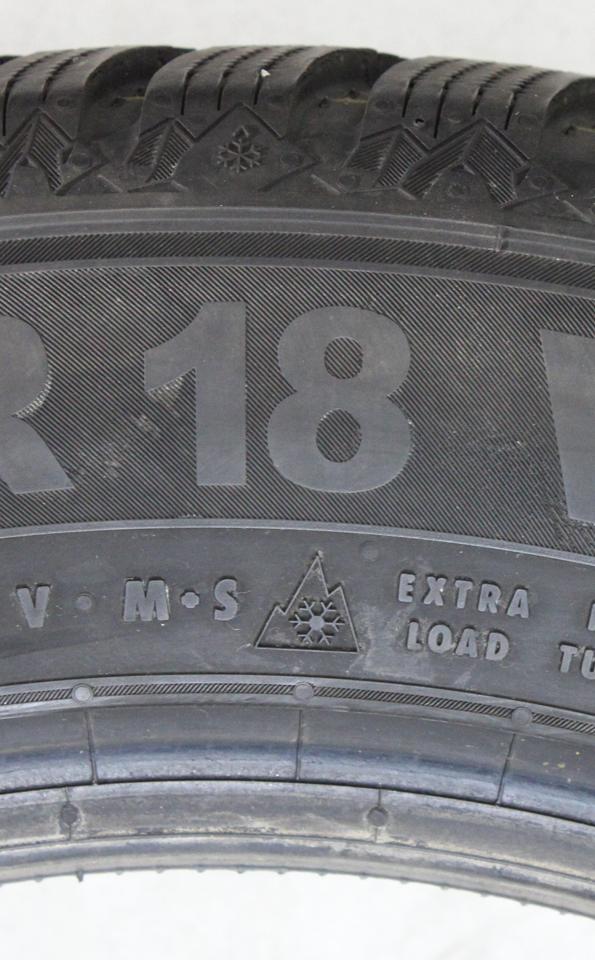 R 18
V · M+S
EXTRA
LOAD